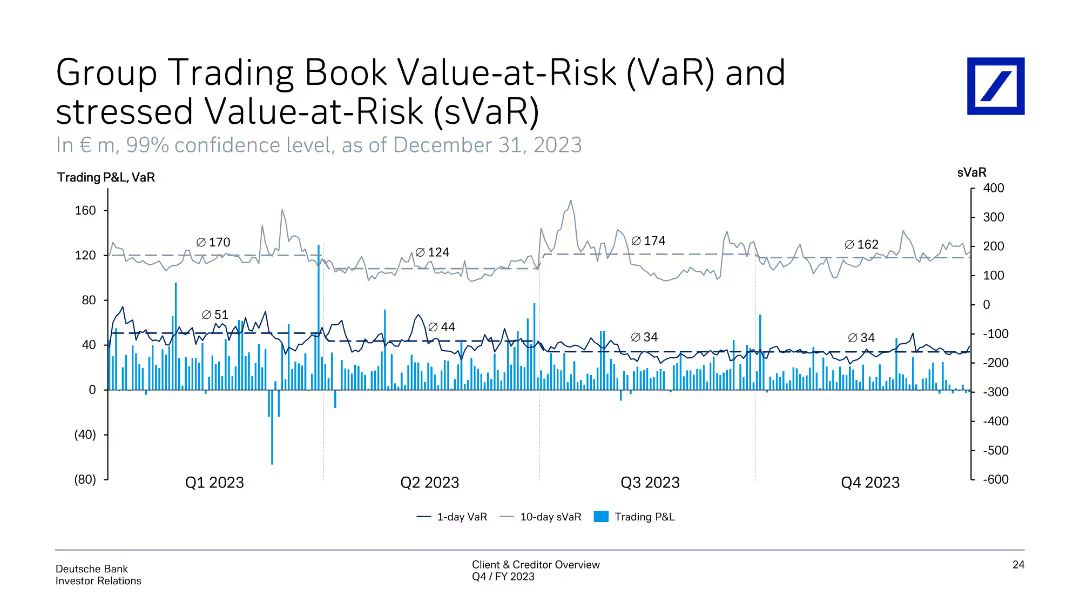 Group Trading Book Value-at-Risk (VaR) and
stressed Value-at-Risk (sVaR)
In € m, 99% confidence level, as of December 31, 2023
Trading P&L, VaR
sVaR
160
120
80
40
0
(40)
(80)
400
300
200
100
0
-100
-200
-300
-400
-500
-600
∅ 170
∅ 124
∅ 174
∅ 162
∅ 51
∅ 44
∅ 34
∅ 34
Q1 2023
Q2 2023
Q3 2023
Q4 2023
1-day VaR
10-day sVaR
Trading P&L
Deutsche Bank
Investor Relations
Client & Creditor Overview
Q4 / FY 2023
24